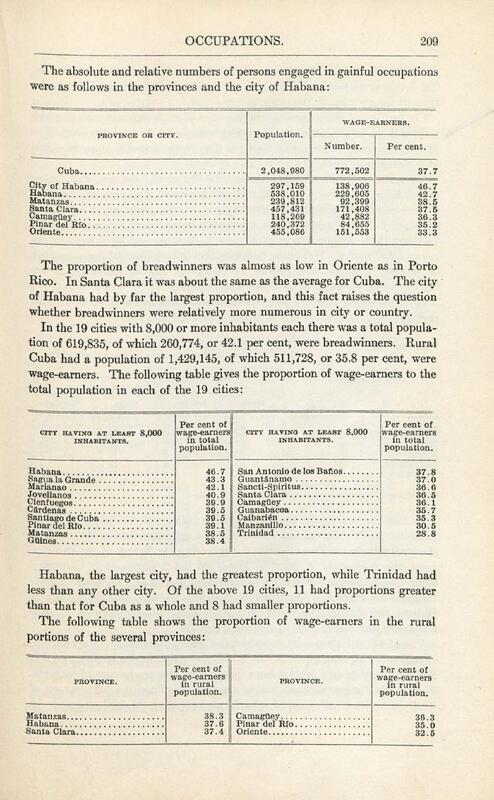 OCCUPATIONS. 209
The absolute and relative numbers of persons engaged in gainful occupations
were as follows in the provinces and the city of Habana:
PROVINCE OR CITY. Population. WAGE-EARNERS.
Number. Per cent.
Cuba 2,048,980 772,502 37.7
City of Habana 297,159 138,906 46.7
Habana 538,010 229,605 42.7
Matanzas 239,812 92,399 38.5
Santa Clara 457,431 171,408 37.5
Camagüey 118,269 42,882 36.3
Pinar del Río 240,372 84,655 35.2
Oriente 455,086 151,553 33.3
The proportion of breadwinners was almost as low in Oriente as in Porto
Rico. In Santa Clara it was about the same as the average for Cuba. The city
of Habana had by far the largest proportion, and this fact raises the question
whether breadwinners were relatively more numerous in city or country.
In the 19 cities with 8,000 or more inhabitants each there was a total popula-
tion of 619,835, of which 260,774, or 42.1 per cent, were breadwinners. Rural
Cuba had a population of 1,429,145, of which 511,728, or 35.8 per cent, were
wage-earners. The following table gives the proportion of wage-earners to the
total population in each of the 19 cities:
CITY HAVING AT LEAST 8,000 INHABITANTS. Per cent of wage-earners in total population. CITY HAVING AT LEAST 8,000 INHABITANTS. Per cent of wage-earners in total population.
Habana 46.7 San Antonio de los Baños 37.8
Sagua la Grande 43.3 Guantánamo 37.0
Marianao 42.1 Sancti-Spíritus 36.6
Jovellanos 40.9 Santa Clara 36.5
Cienfuegos 39.9 Camagüey 36.1
Cárdenas 39.5 Guanabacoa 35.7
Santiago de Cuba 39.5 Caibarién 35.3
Pinar del Río 39.1 Manzanillo 30.5
Matanzas 38.5 Trinidad 28.8
Güines 38.4
Habana, the largest city, had the greatest proportion, while Trinidad had
less than any other city. Of the above 19 cities, 11 had proportions greater
than that for Cuba as a whole and 8 had smaller proportions.
The following table shows the proportion of wage-earners in the rural
portions of the several provinces:
PROVINCE. Per cent of wage-earners in rural population. PROVINCE. Per cent of wage-earners in rural population.
Matanzas 38.3 Camagüey 36.3
Habana 37.6 Pinar del Río 35.0
Santa Clara 37.4 Oriente 32.5